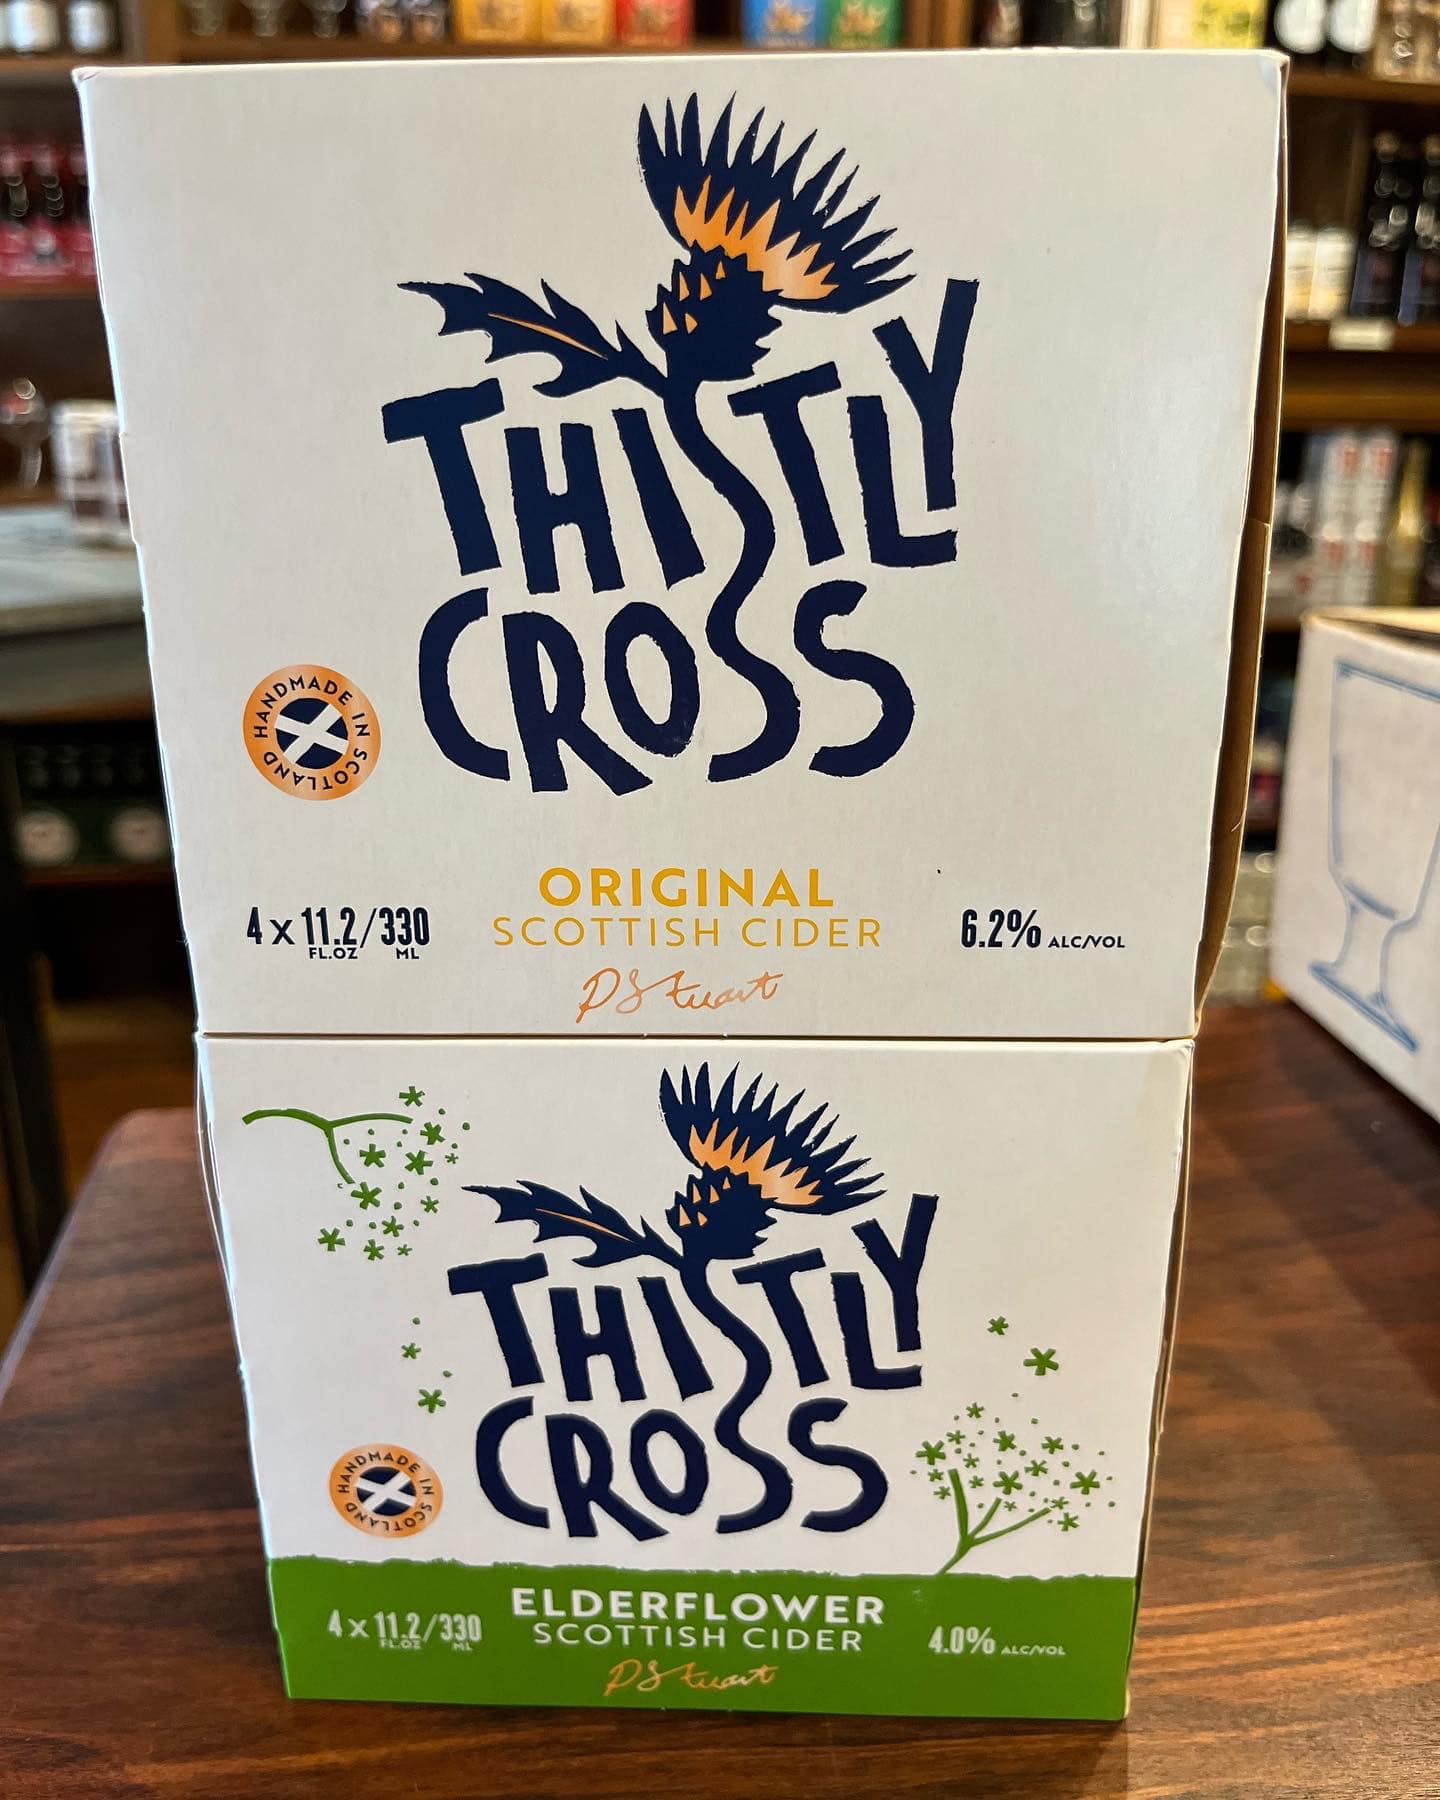 THISTLY
CROSS
HANDMADE IN SCOTLAND
ORIGINAL
SCOTTISH CIDER
4 x 11.2/330
FL.OZ ML
6.2% ALC/VOL
P J Stuart
THISTLY
CROSS
HANDMADE IN SCOTLAND
ELDERFLOWER
SCOTTISH CIDER
4 x 11.2/330
FL.OZ ML
4.0% ALC/VOL
P J Stuart